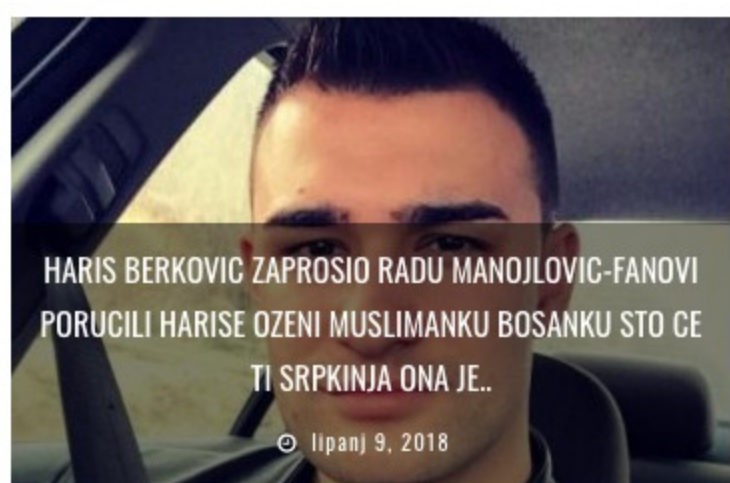 HARIS BERKOVIC ZAPROSIO RADU MANOJLOVIC-FANOVI
PORUCILI HARISE OZENI MUSLIMANKU BOSANKU STO CE
TI SRPKINJA ONA JE..
lipanj 9, 2018